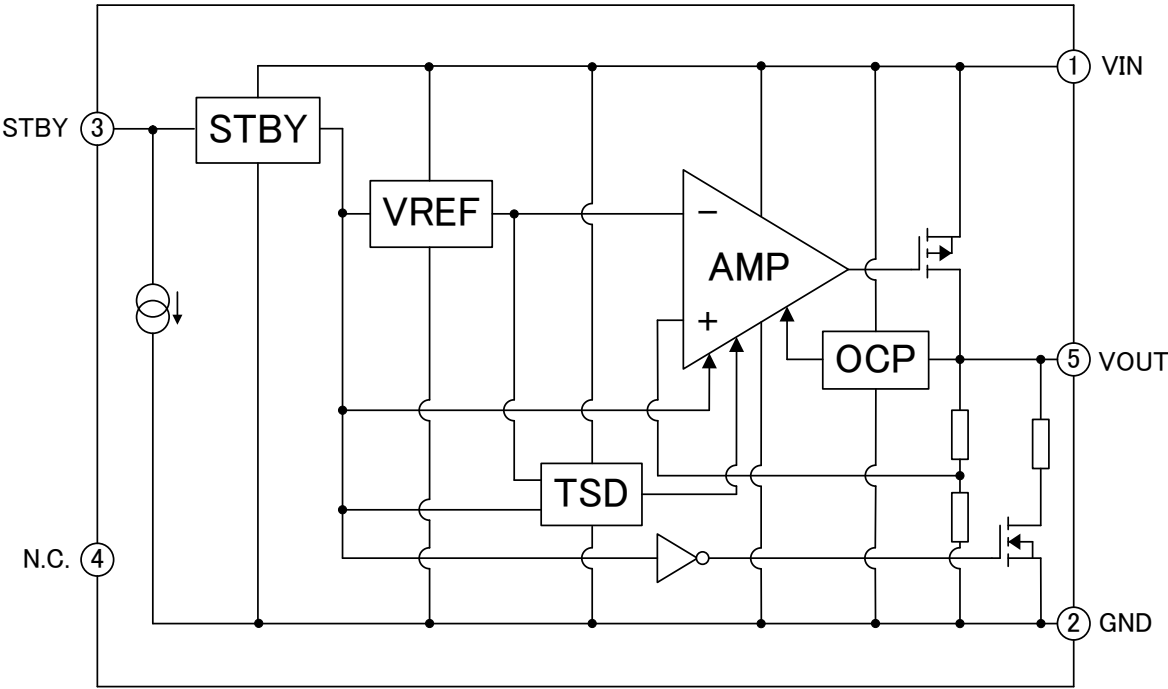 1 VIN
STBY 3
STBY
VREF
−
AMP
+
OCP
5 VOUT
TSD
N.C. 4
2 GND